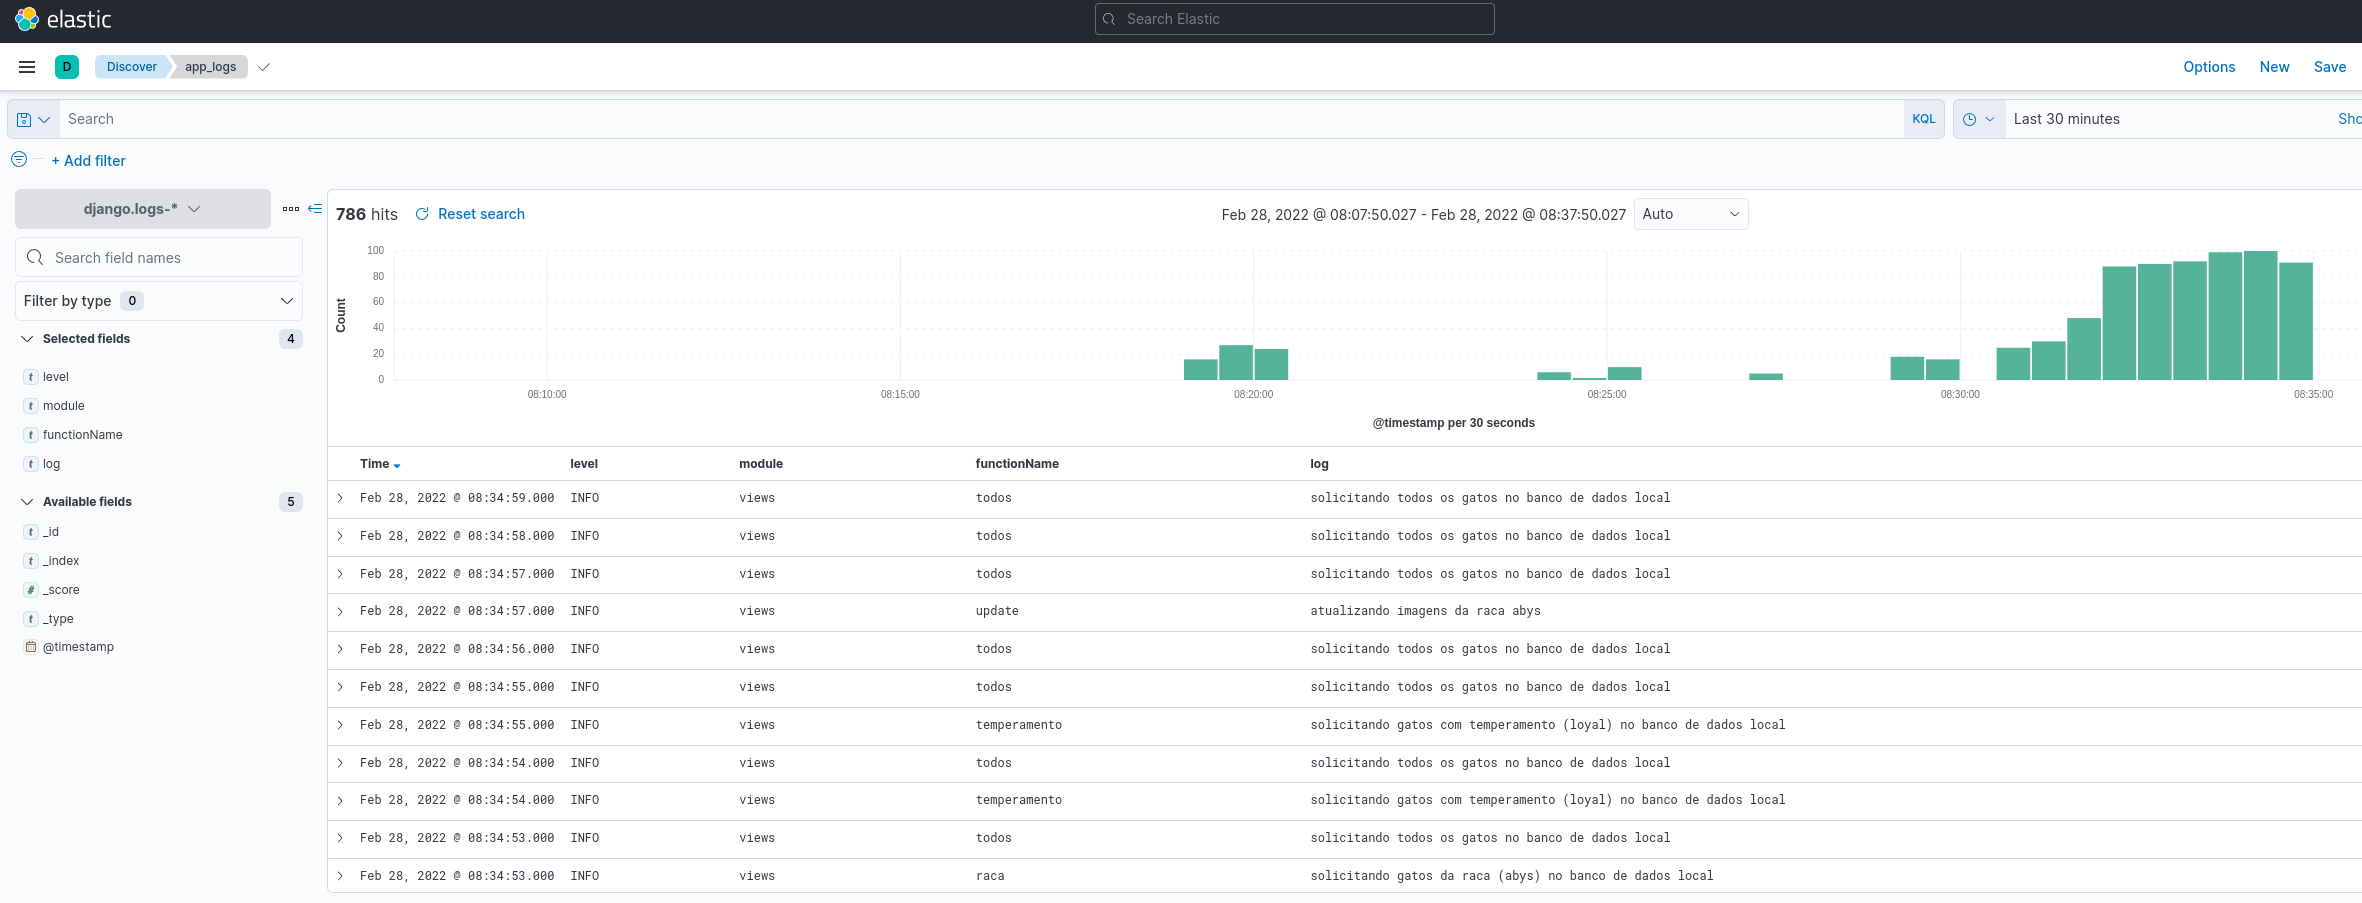 elastic
Search Elastic
D Discover app_logs
Options New Save
Search KQL Last 30 minutes Sho
+ Add filter
django.logs-*
Search field names
Filter by type 0
Selected fields 4
t level
t module
t functionName
t log
Available fields 5
t _id
t _index
# _score
t _type
@timestamp
786 hits Reset search Feb 28, 2022 @ 08:07:50.027 - Feb 28, 2022 @ 08:37:50.027 Auto
Count
100
80
60
40
20
0
08:10:00 08:15:00 08:20:00 08:25:00 08:30:00 08:35:00
@timestamp per 30 seconds
Time level module functionName log
Feb 28, 2022 @ 08:34:59.000 INFO views todos solicitando todos os gatos no banco de dados local
Feb 28, 2022 @ 08:34:58.000 INFO views todos solicitando todos os gatos no banco de dados local
Feb 28, 2022 @ 08:34:57.000 INFO views todos solicitando todos os gatos no banco de dados local
Feb 28, 2022 @ 08:34:57.000 INFO views update atualizando imagens da raca abys
Feb 28, 2022 @ 08:34:56.000 INFO views todos solicitando todos os gatos no banco de dados local
Feb 28, 2022 @ 08:34:55.000 INFO views todos solicitando todos os gatos no banco de dados local
Feb 28, 2022 @ 08:34:55.000 INFO views temperamento solicitando gatos com temperamento (loyal) no banco de dados local
Feb 28, 2022 @ 08:34:54.000 INFO views todos solicitando todos os gatos no banco de dados local
Feb 28, 2022 @ 08:34:54.000 INFO views temperamento solicitando gatos com temperamento (loyal) no banco de dados local
Feb 28, 2022 @ 08:34:53.000 INFO views todos solicitando todos os gatos no banco de dados local
Feb 28, 2022 @ 08:34:53.000 INFO views raca solicitando gatos da raca (abys) no banco de dados local